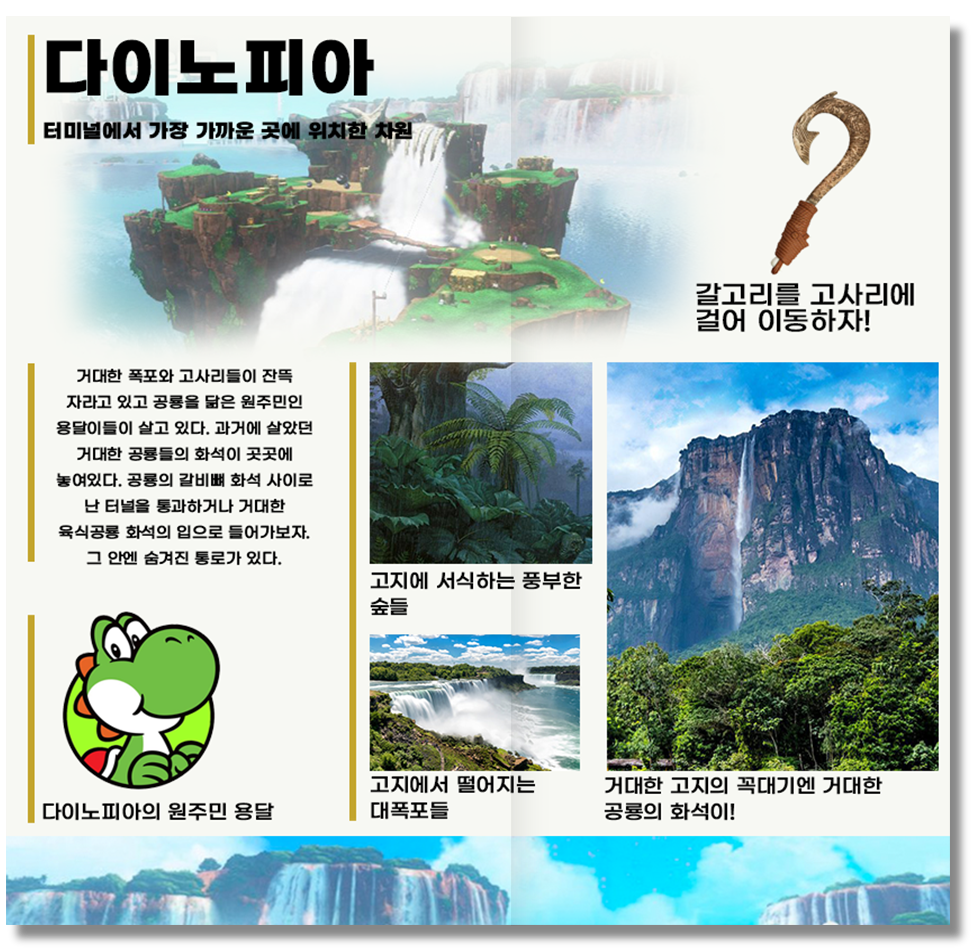 다이노피아
터미널에서 가장 가까운 곳에 위치한 차원
갈고리를 고사리에
걸어 이동하자!
거대한 폭포와 고사리들이 잔뜩
자라고 있고 공룡을 닮은 원주민인
용달이들이 살고 있다. 과거에 살았던
거대한 공룡들의 화석이 곳곳에
놓여있다. 공룡의 갈비뼈 화석 사이로
난 터널을 통과하거나 거대한
육식공룡 화석의 입으로 들어가보자.
그 안엔 숨겨진 통로가 있다.
다이노피아의 원주민 용달
고지에 서식하는 풍부한
숲들
고지에서 떨어지는
대폭포들
거대한 고지의 꼭대기엔 거대한
공룡의 화석이!